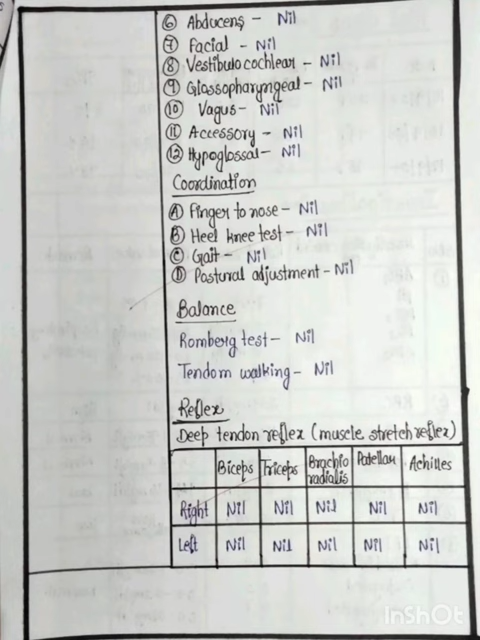 ⑥ Abducens - Nil
⑦ Facial - Nil
⑧ Vestibulo cochlear - Nil
⑨ Glossopharyngeal - Nil
⑩ Vagus - Nil
⑪ Accessory - Nil
⑫ Hypoglossal - Nil
Coordination
Ⓐ Finger to nose - Nil
Ⓑ Heel knee test - Nil
Ⓒ Gait - Nil
Ⓓ Postural adjustment - Nil
Balance
Romberg test - Nil
Tendom walking - Nil
Reflex
Deep tendon reflex (muscle stretch reflex)
Biceps Triceps Brachio radialis Patellar Achilles
Right Nil Nil Nil Nil Nil
Left Nil Nil Nil Nil Nil
InShOt